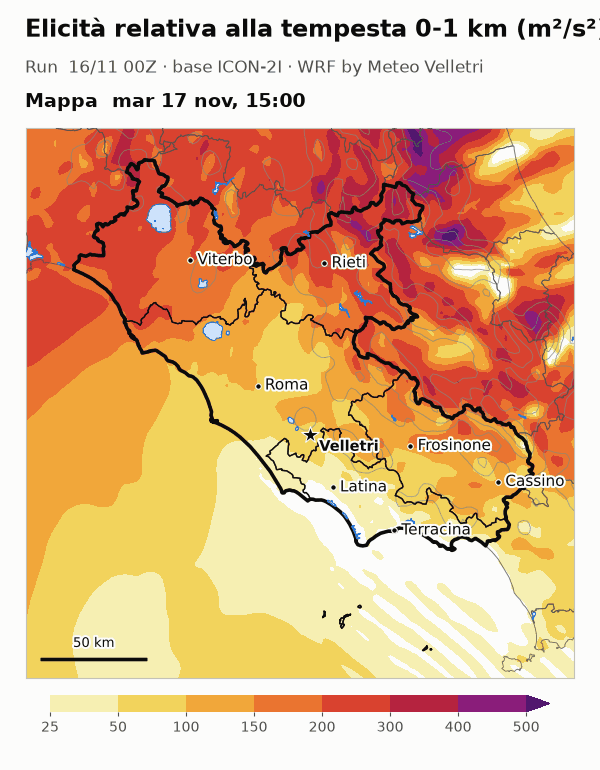 Elicità relativa alla tempesta 0-1 km (m²/s²)
Run  16/11 00Z · base ICON-2I · WRF by Meteo Velletri
Mappa  mar 17 nov, 15:00
Viterbo
Rieti
Roma
Velletri
Frosinone
Cassino
Latina
Terracina
50 km
25 50 100 150 200 300 400 500